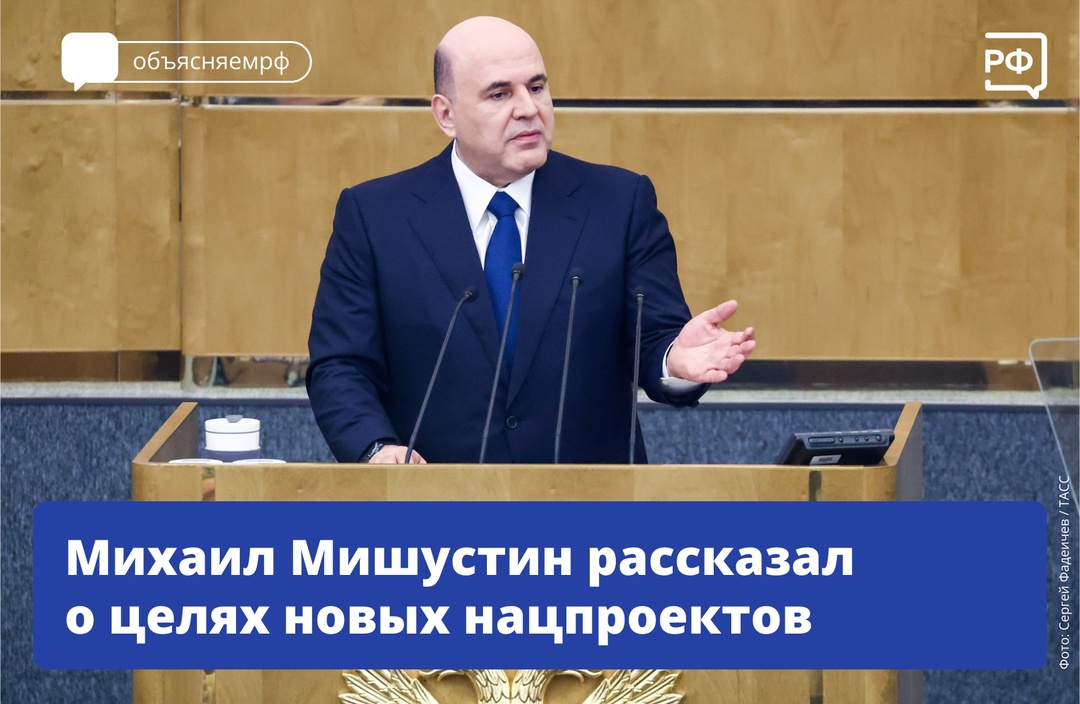 объясняемрф
РФ
Михаил Мишустин рассказал
о целях новых нацпроектов
Фото: Сергей Фадеичев / ТАСС